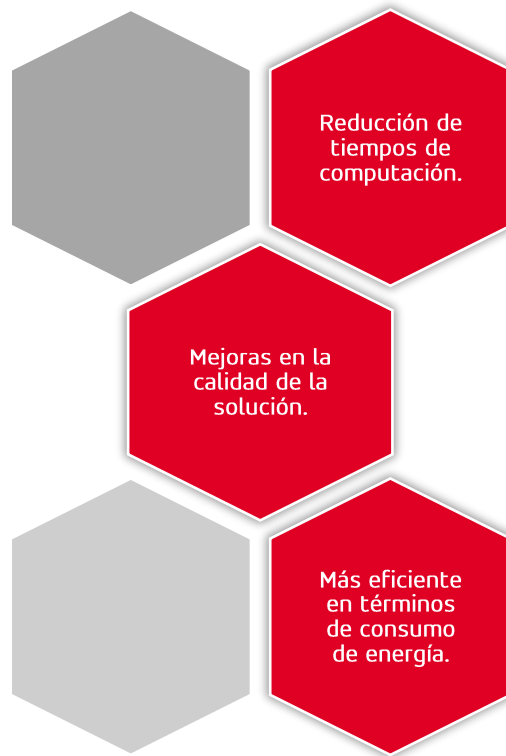 Reducción de
tiempos de
computación.
Mejoras en la
calidad de la
solución.
Más eficiente
en términos
de consumo
de energía.